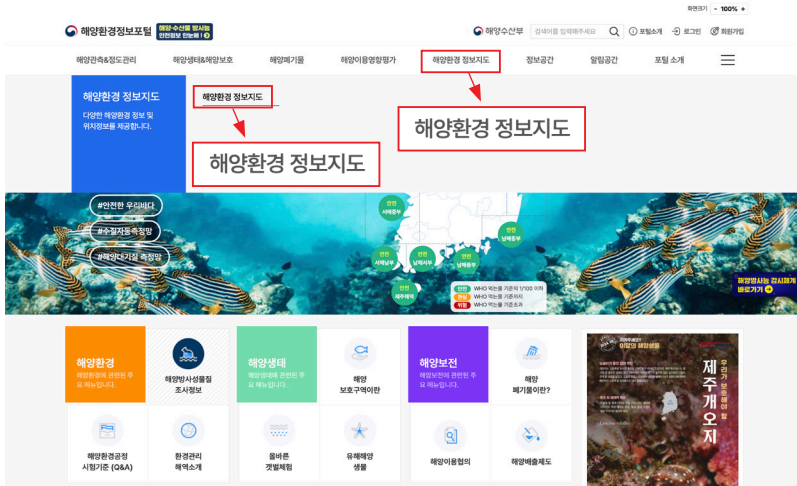 화면크기 - 100% +
해양환경정보포털
해양·수산물 방사능
안전정보 한눈에!
해양수산부
검색어를 입력해주세요
포털소개
로그인
회원가입
해양관측&정도관리
해양생태&해양보호
해양폐기물
해양이용영향평가
해양환경 정보지도
정보공간
알림공간
포털 소개
해양환경 정보지도
다양한 해양환경 정보 및
위치정보를 제공합니다.
해양환경 정보지도
해양환경 정보지도
해양환경 정보지도
#안전한 우리바다
#수질자동측정망
#해양대기질 측정망
안전
서해중부
안전
남해동부
안전
서해남부
안전
남해서부
안전
남해중부
안전
제주해역
안전 WHO 먹는물 기준의 1/100 이하
관심 WHO 먹는물 기준까지
위험 WHO 먹는물 기준초과
해양방사능 감시체계
바로가기
해양환경
해양환경에 관련된 주
요 메뉴입니다.
해양방사성물질
조사정보
해양생태
해양생태에 관련된 주
요 메뉴입니다.
해양
보호구역이란
해양보전
해양보전에 관련된 주
요 메뉴입니다.
해양
폐기물이란?
해양환경공정
시험기준 (Q&A)
환경관리
해역소개
올바른
갯벌체험
유해해양
생물
해양이용협의
해양배출제도
이달의 해양생물
우리가 보호해야 할
제주개오지